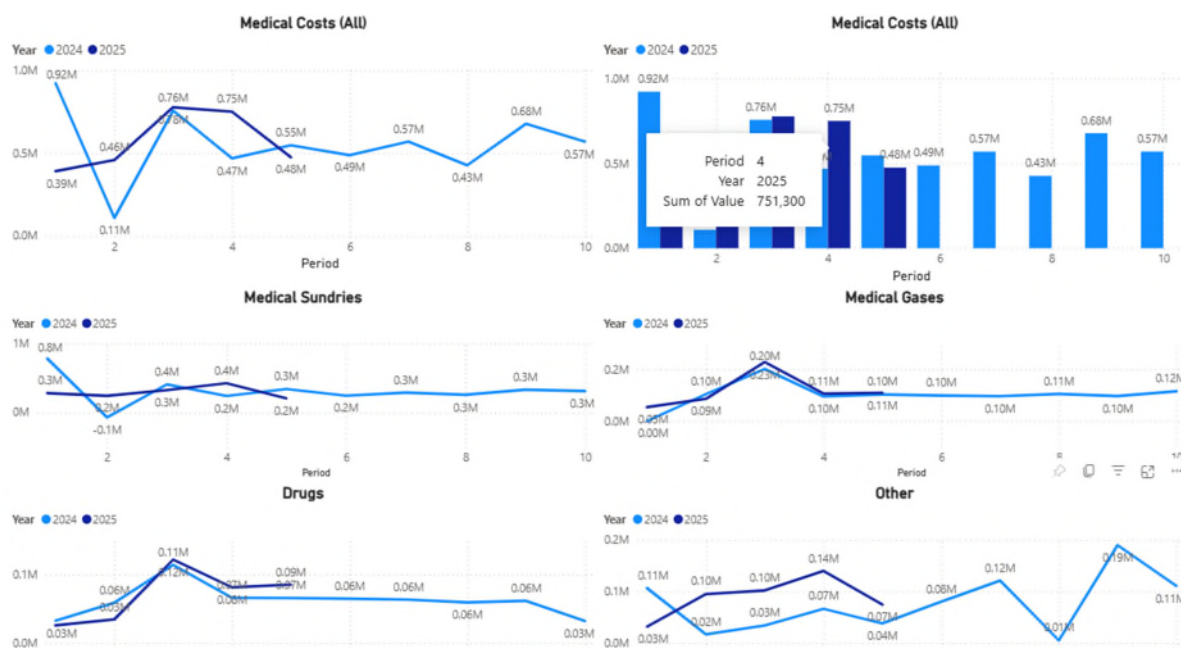 Medical Costs (All)
Year 2024 2025
1.0M
0.92M
0.76M
0.75M
0.78M
0.68M
0.5M
0.46M
0.55M
0.57M
0.57M
0.39M
0.47M
0.48M
0.49M
0.43M
0.11M
0.0M
2 4 6 8 10
Period
Medical Costs (All)
Year 2024 2025
1.0M
0.92M
0.76M
0.75M
0.68M
0.57M
0.57M
0.5M
0.48M
0.49M
0.43M
Period 4
Year 2025
Sum of Value 751,300
0.0M
2 4 6 8 10
Period
Medical Sundries
Year 2024 2025
1M
0.8M
0.3M
0.4M
0.4M
0.3M
0.3M
0.3M
0M
0.2M
0.3M
0.2M
0.2M
0.2M
0.3M
0.3M
-0.1M
2 4 6 8 10
Period
Medical Gases
Year 2024 2025
0.2M
0.20M
0.23M
0.10M
0.11M
0.10M
0.10M
0.11M
0.12M
0.0M
0.00M
0.09M
0.10M
0.11M
0.10M
0.10M
2 4 6 8 10
Period
Drugs
Year 2024 2025
0.1M
0.11M
0.12M
0.06M
0.03M
0.07M
0.06M
0.09M
0.07M
0.06M
0.06M
0.06M
0.06M
0.03M
0.03M
0.0M
Other
Year 2024 2025
0.2M
0.19M
0.14M
0.12M
0.1M
0.11M
0.10M
0.10M
0.07M
0.08M
0.11M
0.03M
0.02M
0.03M
0.07M
0.04M
0.01M
0.0M